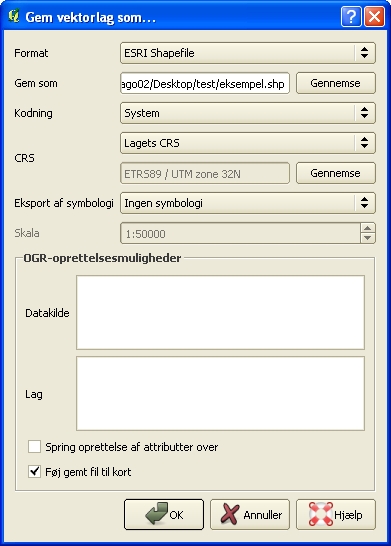 Gem vektorlag som...
Format ESRI Shapefile
Gem som ago02/Desktop/test/eksempel.shp Gennemse
Kodning System
CRS Lagets CRS
ETRS89 / UTM zone 32N Gennemse
Eksport af symbologi Ingen symbologi
Skala 1:50000
OGR-oprettelsesmuligheder
Datakilde
Lag
Spring oprettelse af attributter over
Føj gemt fil til kort
OK Annuller Hjælp